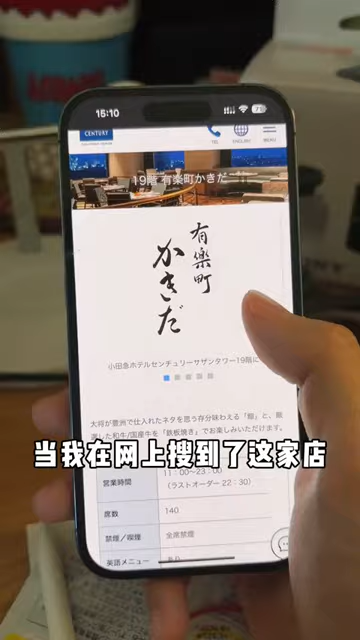 15:10
CENTURY
TEL
ENGLISH
MENU
19階 有楽町かきだ
有楽町
かきだ
小田急ホテルセンチュリーサザンタワー19階に
大将が豊洲で仕入れたネタを思う存分味わえる「鮨」と、厳
選した和牛/国産牛を「鉄板焼き」でお楽しみいただけます。
当我在网上搜到了这家店
営業時間
11：00～23：00
（ラストオーダー 22：30）
席数
140
禁煙／喫煙
全席禁煙
英語メニュー
あり